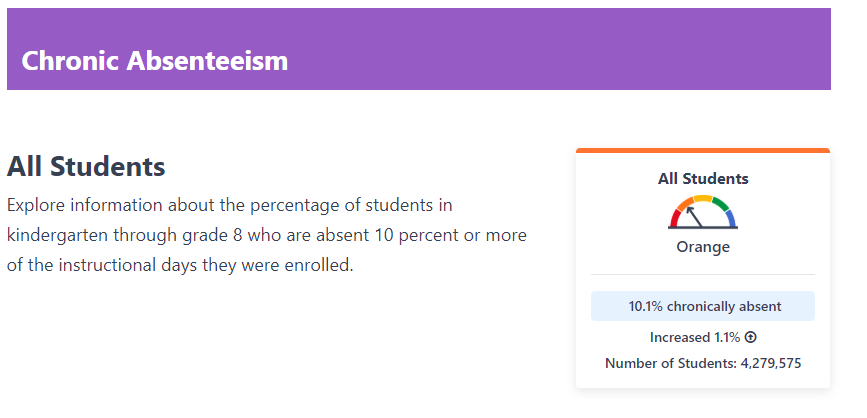 Chronic Absenteeism
All Students
Explore information about the percentage of students in
kindergarten through grade 8 who are absent 10 percent or more
of the instructional days they were enrolled.
All Students
Orange
10.1% chronically absent
Increased 1.1%
Number of Students: 4,279,575